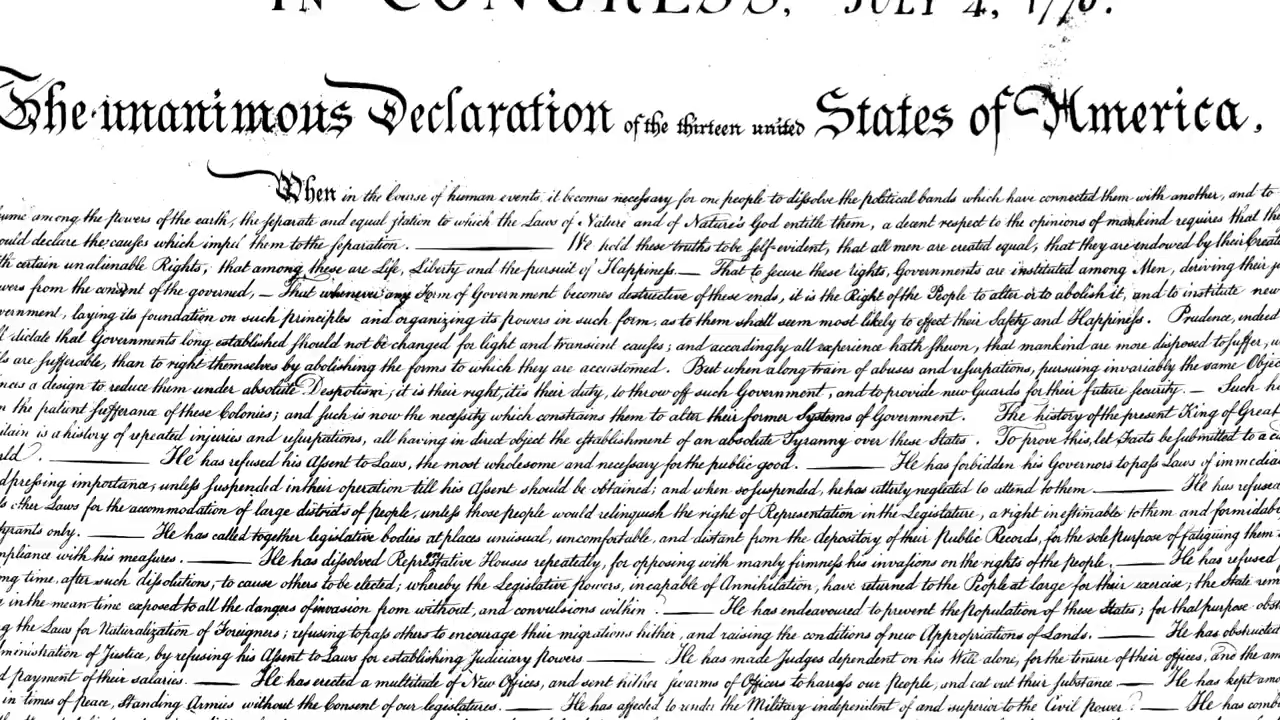 IN CONGRESS, JULY 4, 1776.
The unanimous Declaration of the thirteen united States of America,
When in the Course of human events, it becomes necessary for one people to dissolve the political bands which have connected them with another, and to
among the powers of the earth, the separate and equal station to which the Laws of Nature and of Nature's God entitle them, a decent respect to the opinions of mankind requires that
declare the causes which impel them to the separation. We hold these truths to be self-evident, that all men are created equal, that they are endowed by their
certain unalienable Rights, that among these are Life, Liberty and the pursuit of Happiness.— That to secure these rights, Governments are instituted among Men, deriving their
from the consent of the governed, — That whenever any Form of Government becomes destructive of these ends, it is the Right of the People to alter or to abolish it, and to institute new
laying its foundation on such principles and organizing its powers in such form, as to them shall seem most likely to effect their Safety and Happiness. Prudence, indeed
dictate that Governments long established should not be changed for light and transient causes; and accordingly all experience hath shewn, that mankind are more disposed to suffer,
are sufferable, than to right themselves by abolishing the forms to which they are accustomed. But when a long train of abuses and usurpations, pursuing invariably the same
a design to reduce them under absolute Despotism, it is their right, it is their duty, to throw off such Government, and to provide new Guards for their future security.— Such
the patient sufferance of these Colonies; and such is now the necessity which constrains them to alter their former Systems of Government. The history of the present King of Great
is a history of repeated injuries and usurpations, all having in direct object the establishment of an absolute Tyranny over these States. To prove this, let Facts be submitted to a
He has refused his Assent to Laws, the most wholesome and necessary for the public good. He has forbidden his Governors to pass Laws of
pressing importance, unless suspended in their operation till his Assent should be obtained; and when so suspended, he has utterly neglected to attend to them. He has refused
other Laws for the accommodation of large districts of people, unless those people would relinquish the right of Representation in the Legislature, a right inestimable to them and
only. He has called together legislative bodies at places unusual, uncomfortable, and distant from the depository of their public Records, for the sole purpose of fatiguing them
with his measures. He has dissolved Representative Houses repeatedly, for opposing with manly firmness his invasions on the rights of the people. He has refused
time, after such dissolutions, to cause others to be elected; whereby the Legislative powers, incapable of Annihilation, have returned to the People at large for their exercise; the State
in the mean time exposed to all the dangers of invasion from without, and convulsions within. He has endeavoured to prevent the population of these States; for that purpose
the Laws for Naturalization of Foreigners; refusing to pass others to encourage their migrations hither, and raising the conditions of new Appropriations of Lands. He has obstructed
of Justice, by refusing his Assent to Laws for establishing Judiciary powers He has made Judges dependent on his Will alone, for the tenure of their offices, and the
payment of their salaries. He has erected a multitude of New Offices, and sent hither swarms of Officers to harrass our people, and eat out their substance He has kept
in times of peace, Standing Armies without the Consent of our legislatures. He has affected to render the Military independent of and superior to the Civil power. He has